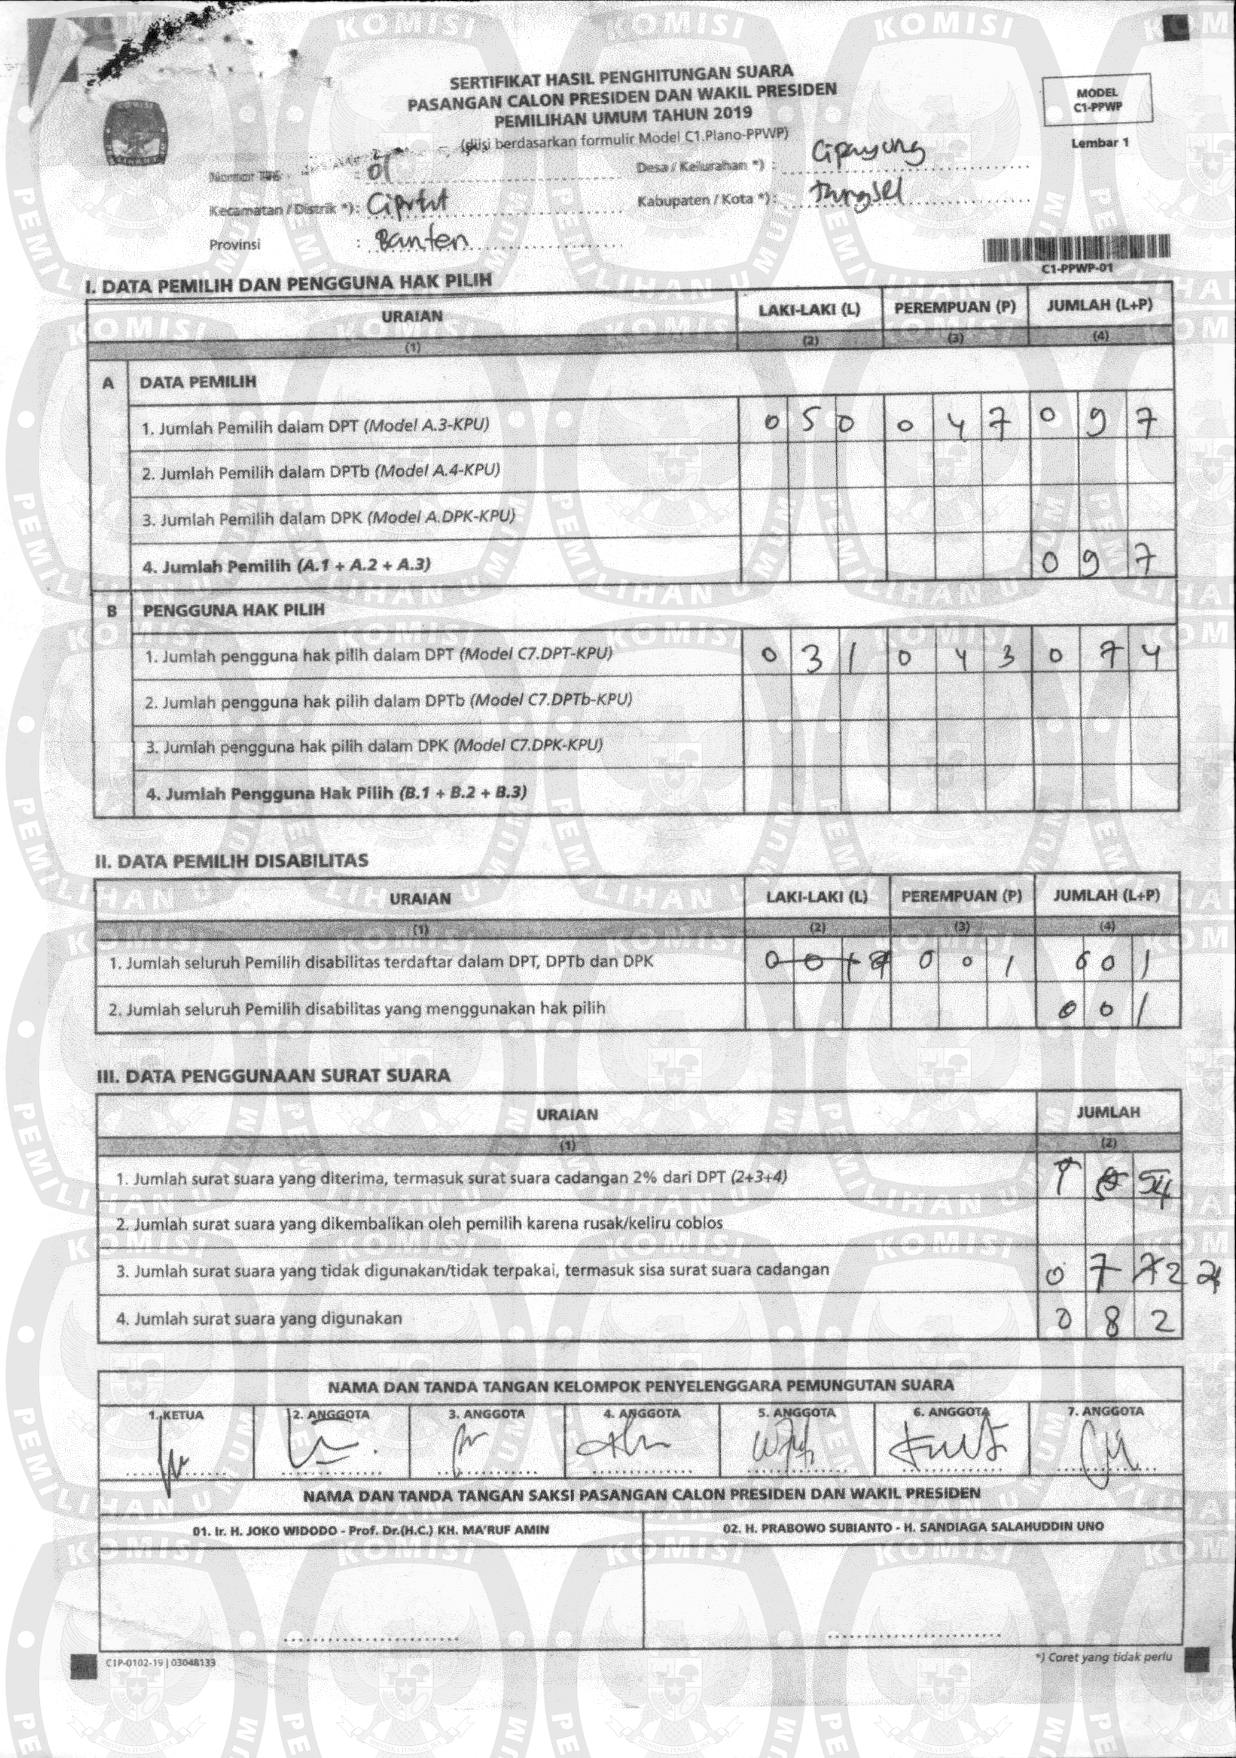 SERTIFIKAT HASIL PENGHITUNGAN SUARA
PASANGAN CALON PRESIDEN DAN WAKIL PRESIDEN
PEMILIHAN UMUM TAHUN 2019
(diisi berdasarkan formulir Model C1.Plano-PPWP)
MODEL
C1-PPWP
Lembar 1
Nomor TPS : 01
Desa / Kelurahan *) : Cipayung
Kecamatan / Distrik *) : Ciputat
Kabupaten / Kota *) : Tangsel
Provinsi : Banten
C1-PPWP-01
I. DATA PEMILIH DAN PENGGUNA HAK PILIH
URAIAN LAKI-LAKI (L) PEREMPUAN (P) JUMLAH (L+P)
(1) (2) (3) (4)
A DATA PEMILIH
1. Jumlah Pemilih dalam DPT (Model A.3-KPU) 0 5 0 0 4 7 0 9 7
2. Jumlah Pemilih dalam DPTb (Model A.4-KPU)
3. Jumlah Pemilih dalam DPK (Model A.DPK-KPU)
4. Jumlah Pemilih (A.1 + A.2 + A.3) 0 9 7
B PENGGUNA HAK PILIH
1. Jumlah pengguna hak pilih dalam DPT (Model C7.DPT-KPU) 0 3 1 0 4 3 0 7 4
2. Jumlah pengguna hak pilih dalam DPTb (Model C7.DPTb-KPU)
3. Jumlah pengguna hak pilih dalam DPK (Model C7.DPK-KPU)
4. Jumlah Pengguna Hak Pilih (B.1 + B.2 + B.3)
II. DATA PEMILIH DISABILITAS
URAIAN LAKI-LAKI (L) PEREMPUAN (P) JUMLAH (L+P)
(1) (2) (3) (4)
1. Jumlah seluruh Pemilih disabilitas terdaftar dalam DPT, DPTb dan DPK 0 0 1 0 0 1
2. Jumlah seluruh Pemilih disabilitas yang menggunakan hak pilih 0 0 1
III. DATA PENGGUNAAN SURAT SUARA
URAIAN JUMLAH
(1) (2)
1. Jumlah surat suara yang diterima, termasuk surat suara cadangan 2% dari DPT (2+3+4)
2. Jumlah surat suara yang dikembalikan oleh pemilih karena rusak/keliru coblos
3. Jumlah surat suara yang tidak digunakan/tidak terpakai, termasuk sisa surat suara cadangan 0 7
4. Jumlah surat suara yang digunakan 0 8 2
NAMA DAN TANDA TANGAN KELOMPOK PENYELENGGARA PEMUNGUTAN SUARA
1. KETUA 2. ANGGOTA 3. ANGGOTA 4. ANGGOTA 5. ANGGOTA 6. ANGGOTA 7. ANGGOTA
NAMA DAN TANDA TANGAN SAKSI PASANGAN CALON PRESIDEN DAN WAKIL PRESIDEN
01. Ir. H. JOKO WIDODO - Prof. Dr.(H.C.) KH. MA'RUF AMIN 02. H. PRABOWO SUBIANTO - H. SANDIAGA SALAHUDDIN UNO
C1P-0102-19 | 03048133
*) Coret yang tidak perlu